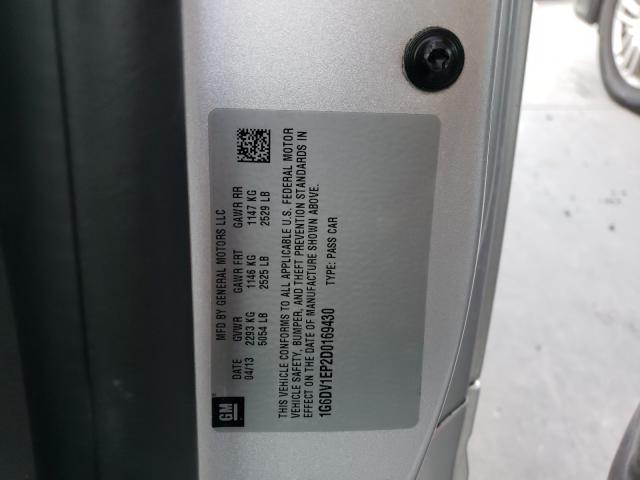 MFD BY GENERAL MOTORS LLC
DATE GVWR GAWR FRT GAWR RR
04/13 2293 KG 1146 KG 1147 KG
5054 LB 2525 LB 2529 LB
THIS VEHICLE CONFORMS TO ALL APPLICABLE U.S. FEDERAL MOTOR
VEHICLE SAFETY, BUMPER, AND THEFT PREVENTION STANDARDS IN
EFFECT ON THE DATE OF MANUFACTURE SHOWN ABOVE.
1G6DV1EP2D0169430 TYPE: PASS CAR
GM